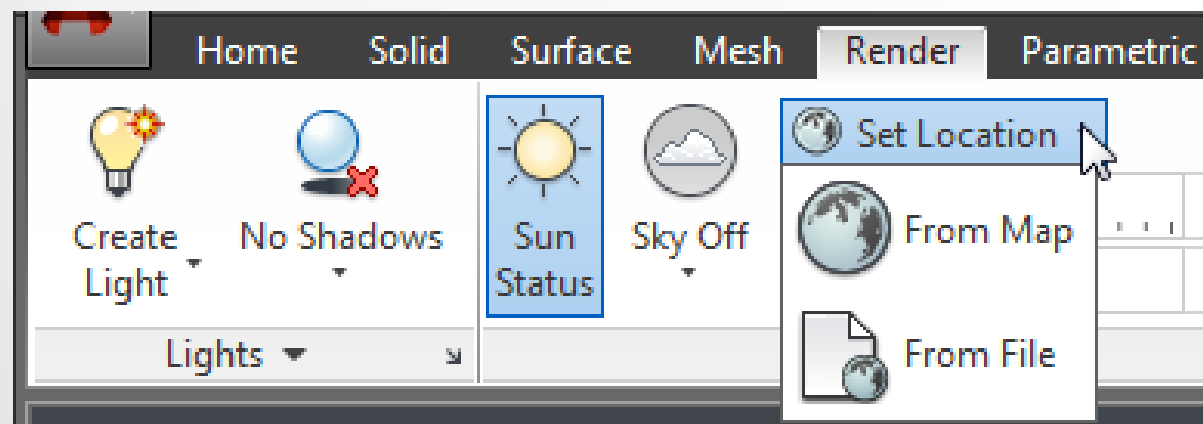 Home Solid Surface Mesh Render Parametric
Set Location
Create
Light
No Shadows
Sun
Status
Sky Off
From Map
From File
Lights